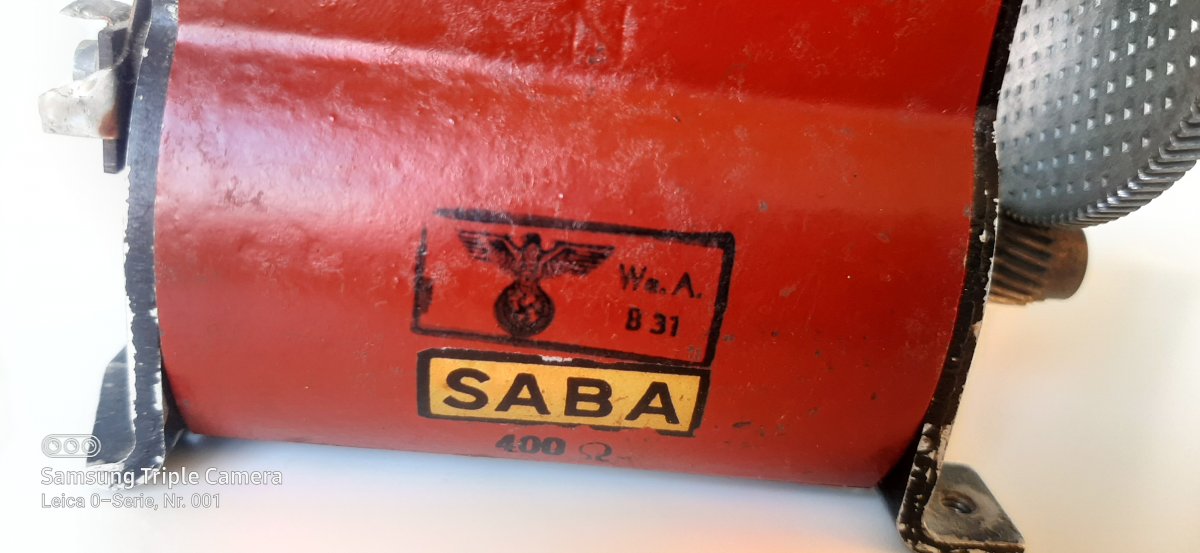 Wa. A.
B 31
SABA
400 Ω
Samsung Triple Camera
Leica 0-Serie, Nr. 001